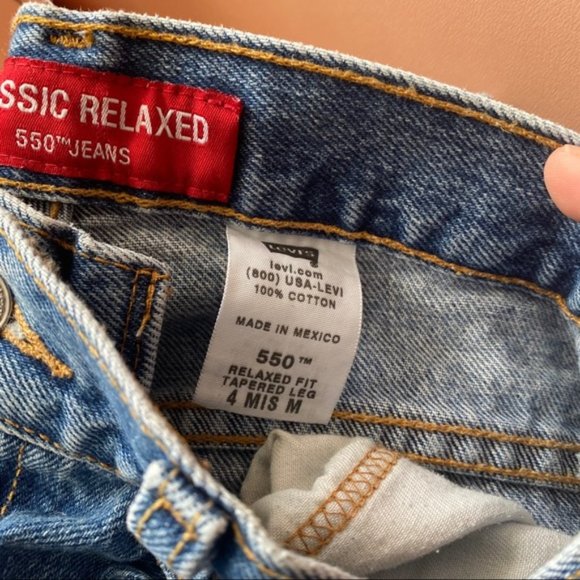 SSIC RELAXED
550™JEANS
LEVI'S
levi.com
(800) USA-LEVI
100% COTTON
MADE IN MEXICO
550™
RELAXED FIT
TAPERED LEG
4 MIS M